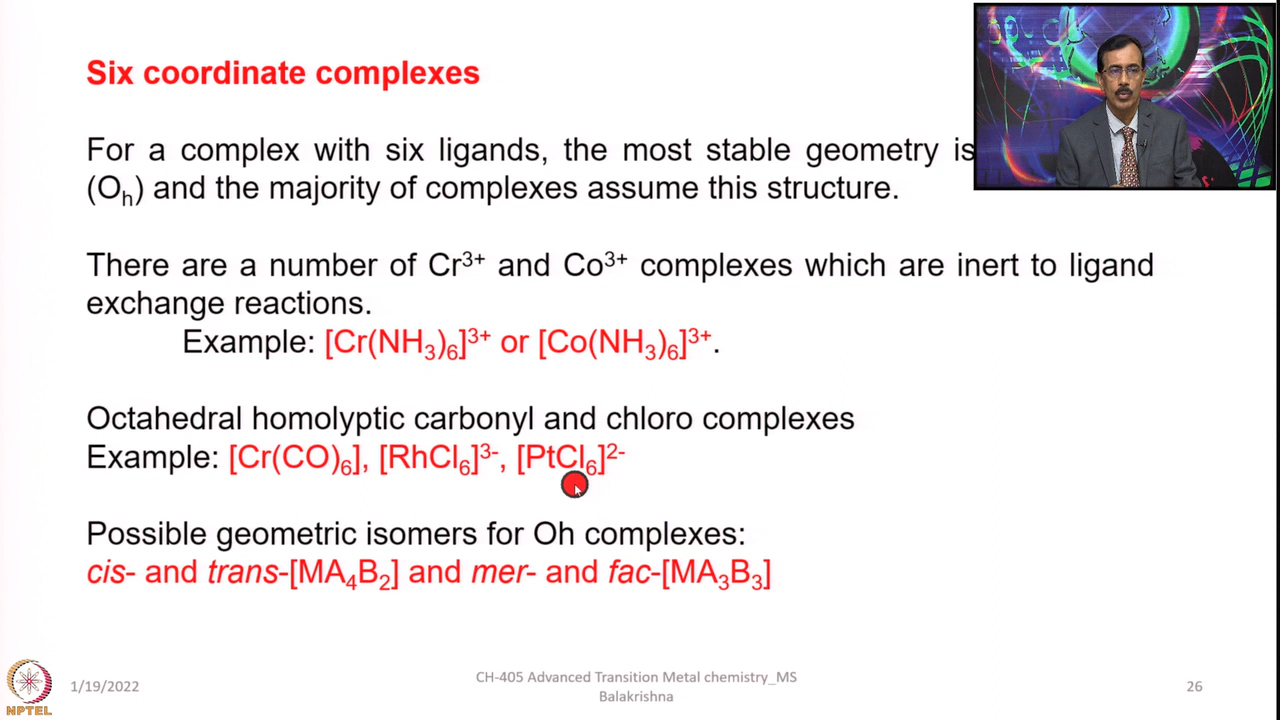 Six coordinate complexes
For a complex with six ligands, the most stable geometry is
(Oₕ) and the majority of complexes assume this structure.
There are a number of Cr³⁺ and Co³⁺ complexes which are inert to ligand
exchange reactions.
Example: [Cr(NH₃)₆]³⁺ or [Co(NH₃)₆]³⁺.
Octahedral homolyptic carbonyl and chloro complexes
Example: [Cr(CO)₆], [RhCl₆]³⁻, [PtCl₆]²⁻
Possible geometric isomers for Oh complexes:
cis- and trans-[MA₄B₂] and mer- and fac-[MA₃B₃]
NPTEL
1/19/2022
CH-405 Advanced Transition Metal chemistry_MS
Balakrishna
26